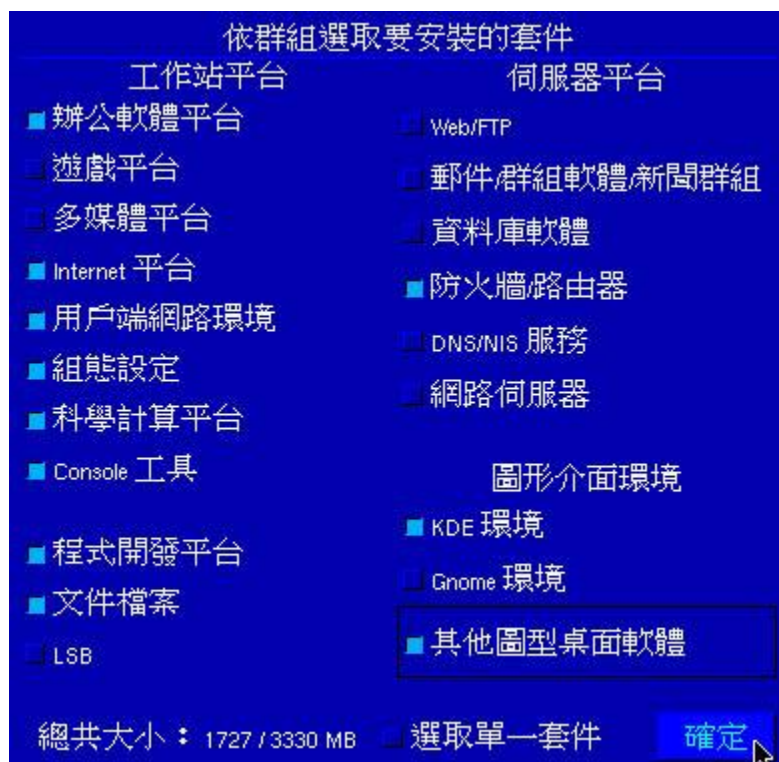 依群組選取要安裝的套件
工作站平台
辦公軟體平台
遊戲平台
多媒體平台
Internet 平台
用戶端網路環境
組態設定
科學計算平台
Console 工具
程式開發平台
文件檔案
LSB
伺服器平台
Web/FTP
郵件/群組軟體/新聞群組
資料庫軟體
防火牆/路由器
DNS/NIS 服務
網路伺服器
圖形介面環境
KDE 環境
Gnome 環境
其他圖型桌面軟體
總共大小：1727 / 3330 MB
選取單一套件
確定